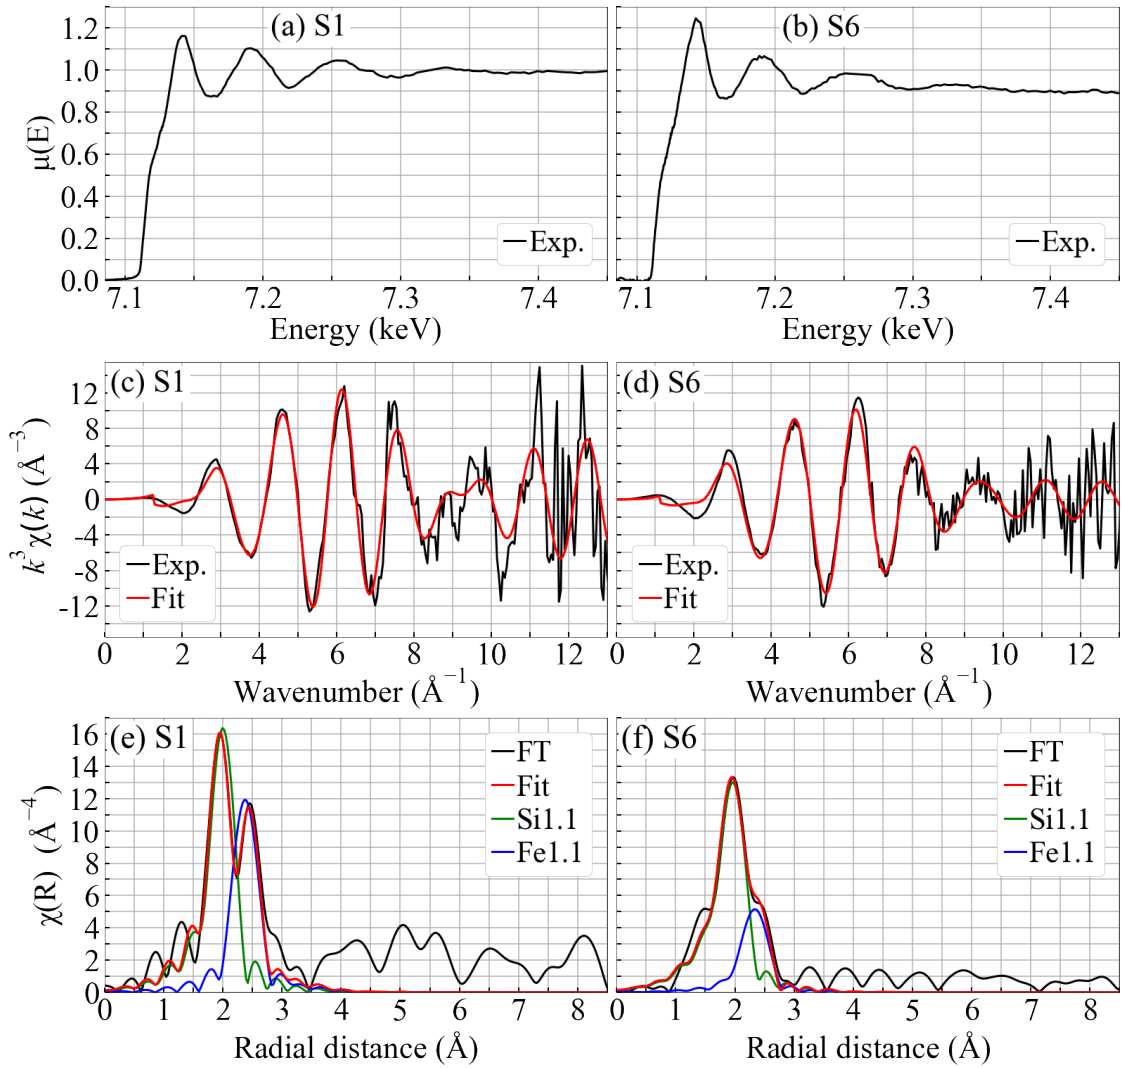 (a) S1
(b) S6
1.2
1.0
0.8
0.6
0.4
0.2
0.0
μ(E)
Exp.
Exp.
7.1 7.2 7.3 7.4
7.1 7.2 7.3 7.4
Energy (keV)
Energy (keV)
(c) S1
(d) S6
12
8
4
0
-4
-8
-12
k³ χ(k) (Å⁻³)
Exp.
Fit
Exp.
Fit
0 2 4 6 8 10 12
0 2 4 6 8 10 12
Wavenumber (Å⁻¹)
Wavenumber (Å⁻¹)
(e) S1
(f) S6
16
14
12
10
8
6
4
2
0
χ(R) (Å⁻⁴)
FT
Fit
Si1.1
Fe1.1
FT
Fit
Si1.1
Fe1.1
0 1 2 3 4 5 6 7 8
0 1 2 3 4 5 6 7 8
Radial distance (Å)
Radial distance (Å)